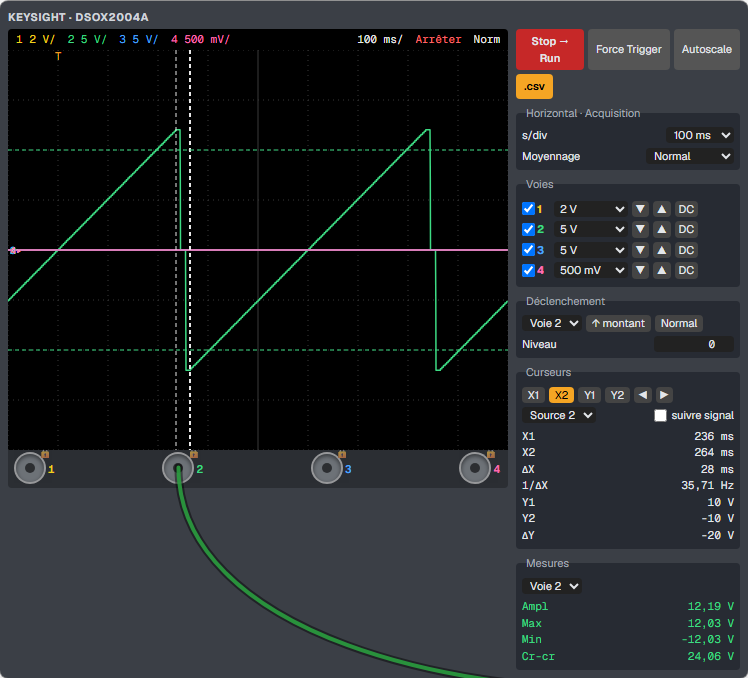 KEYSIGHT · DSOX2004A
1 2 V/ 2 5 V/ 3 5 V/ 4 500 mV/ 100 ms/ Arrêter Norm
T
1
2
3
4
Stop → Run
Force Trigger
Autoscale
.csv
Horizontal · Acquisition
s/div 100 ms
Moyennage Normal
Voies
1 2 V ▼ ▲ DC
2 5 V ▼ ▲ DC
3 5 V ▼ ▲ DC
4 500 mV ▼ ▲ DC
Déclenchement
Voie 2 ↑ montant Normal
Niveau 0
Curseurs
X1 X2 Y1 Y2 ◀ ▶
Source 2 suivre signal
X1 236 ms
X2 264 ms
ΔX 28 ms
1/ΔX 35,71 Hz
Y1 10 V
Y2 -10 V
ΔY -20 V
Mesures
Voie 2
Ampl 12,19 V
Max 12,03 V
Min -12,03 V
Cr-cr 24,06 V